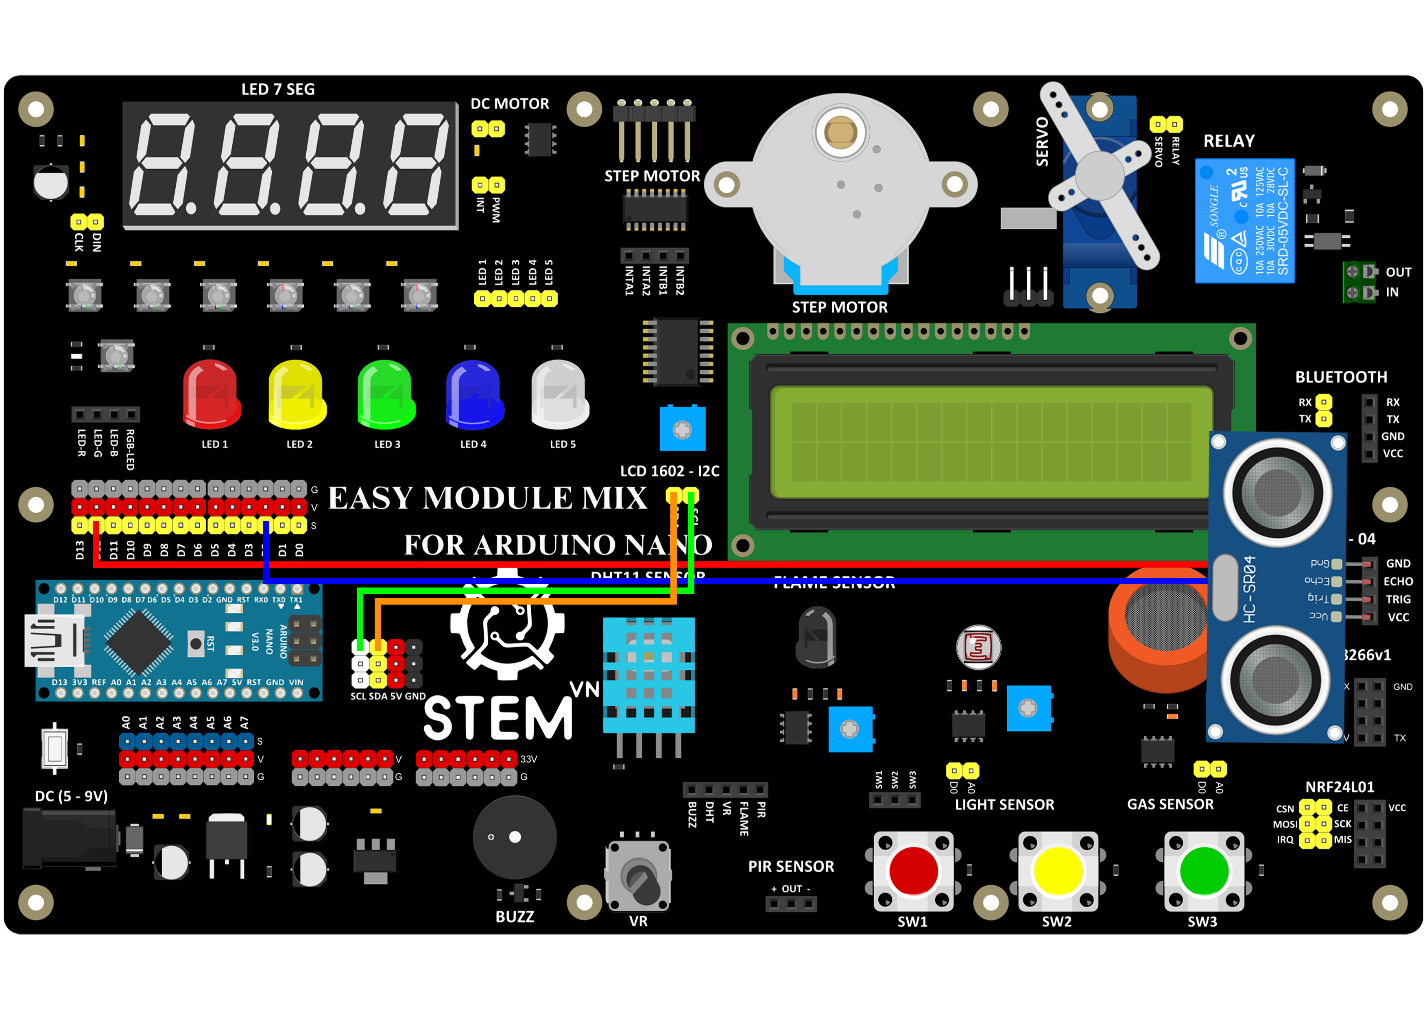 LED 7 SEG
DC MOTOR
INT
PWM
CLK
DIN
LED 1
LED 2
LED 3
LED 4
LED 5
STEP MOTOR
INTA1
INTA2
INTB1
INTB2
STEP MOTOR
SERVO
SERVO
RELAY
RELAY
SONGLE
10A 250VAC 10A 125VAC
10A 30VDC 10A 28VDC
SRD-05VDC-SL-C
OUT
IN
LED-R
LED-G
LED-B
RGB-LED
LED 1
LED 2
LED 3
LED 4
LED 5
LCD 1602 - I2C
BLUETOOTH
RX
TX
RX
TX
GND
VCC
G
V
S
D13
D11
D10
D9
D8
D7
D6
D5
D4
D3
D1
D0
EASY MODULE MIX
FOR ARDUINO NANO
DHT11 SENSOR
FLAME SENSOR
HC-SR04
Gnd
Echo
Trig
Vcc
- 04
GND
ECHO
TRIG
VCC
D12 D11 D10 D9 D8 D7 D6 D5 D4 D3 D2 GND RST RX0 TX0 TX1
RST
ARUINO
NANO
V3.0
D13 3V3 REF A0 A1 A2 A3 A4 A5 A6 A7 5V RST GND VIN
SCL SDA 5V GND
STEM
VN
8266v1
GND
TX
A0
A1
A2
A3
A4
A5
A6
A7
S
V
G
V
G
33V
G
DC (5 - 9V)
BUZZ
BUZZ
DHT
VR
FLAME
PIR
VR
PIR SENSOR
+ OUT -
SW1
SW2
SW3
D0
A0
LIGHT SENSOR
D0
A0
GAS SENSOR
NRF24L01
CSN
CE
VCC
MOSI
SCK
IRQ
MIS
SW1
SW2
SW3